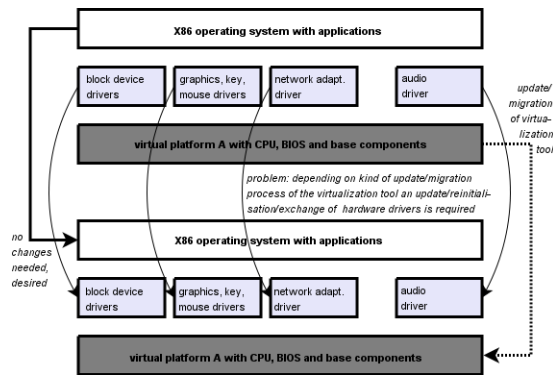 X86 operating system with applications
block device
drivers
graphics, key,
mouse drivers
network adapt.
driver
audio
driver
update/
migration
of virtua-
lization
tool
virtual platform A with CPU, BIOS and base components
problem: depending on kind of update/migration
process of the virtualization tool an update/reinitiali-
sation/exchange of hardware drivers is required
no
changes
needed,
desired
X86 operating system with applications
block device
drivers
graphics, key,
mouse drivers
network adapt.
driver
audio
driver
virtual platform A with CPU, BIOS and base components